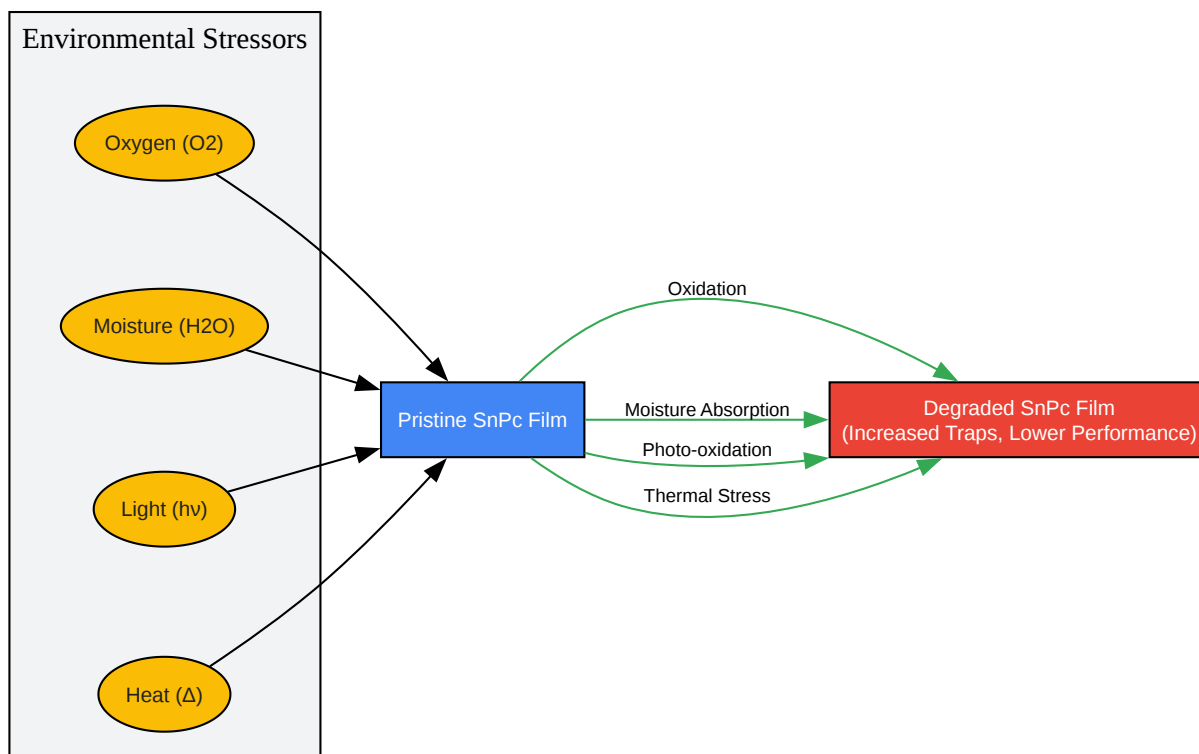 Environmental Stressors
Oxygen (O2)
Moisture (H2O)
Light (hν)
Heat (Δ)
Pristine SnPc Film
Oxidation
Moisture Absorption
Photo-oxidation
Thermal Stress
Degraded SnPc Film
(Increased Traps, Lower Performance)